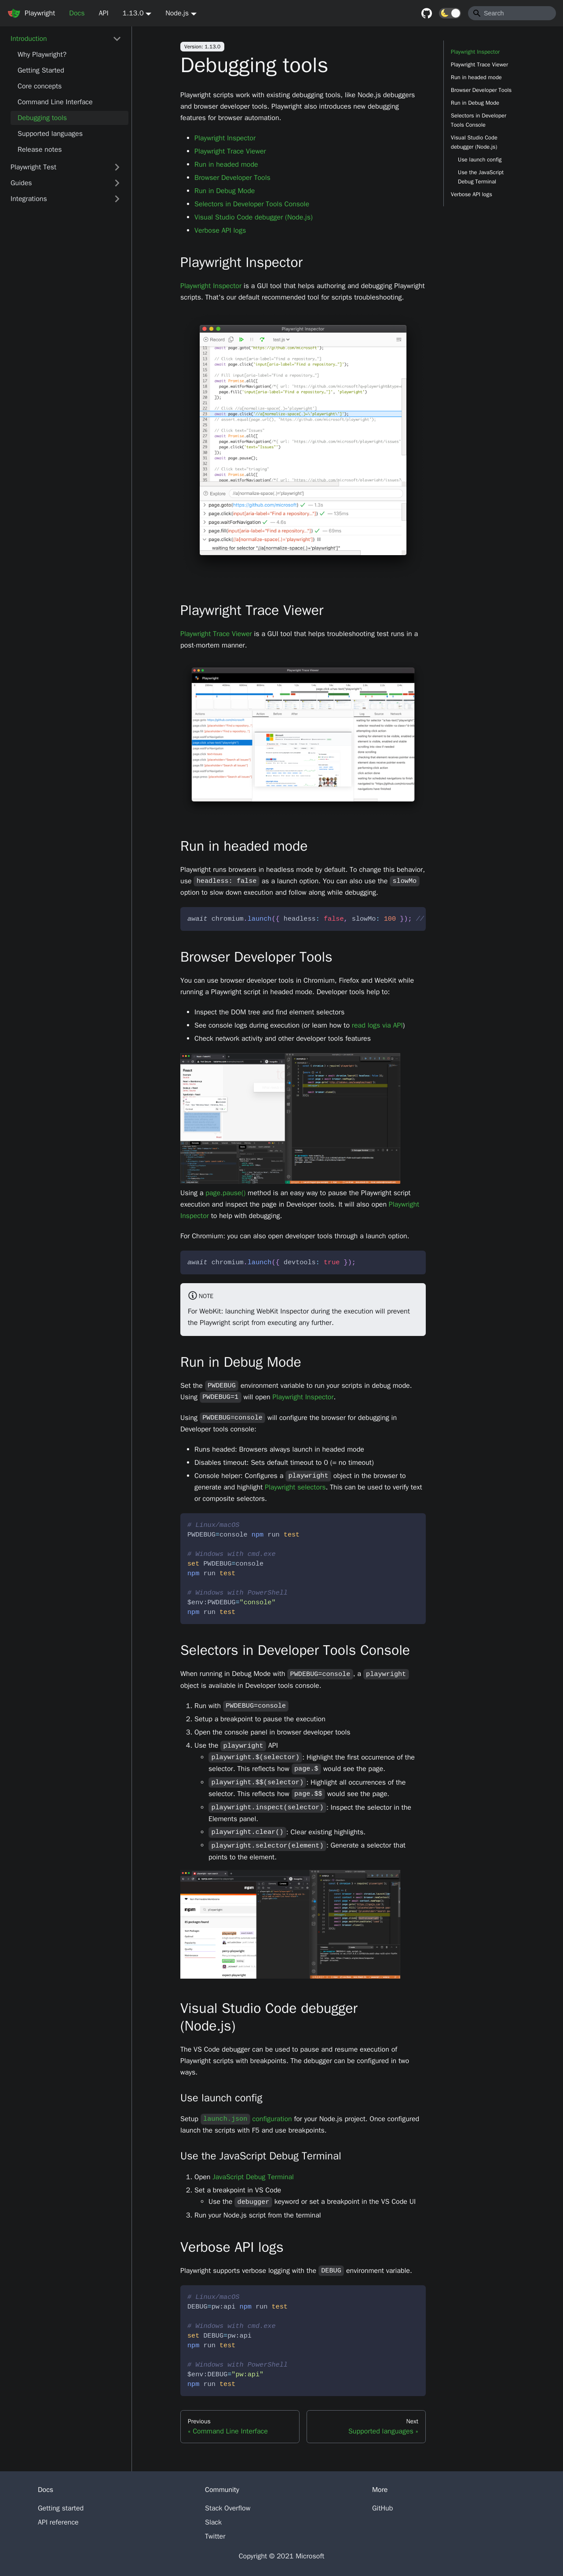 Playwright
Docs
API
1.13.0
Node.js
Search
Introduction
Why Playwright?
Getting Started
Core concepts
Command Line Interface
Debugging tools
Supported languages
Release notes
Playwright Test
Guides
Integrations
Version: 1.13.0
Debugging tools
Playwright scripts work with existing debugging tools, like Node.js debuggers
and browser developer tools. Playwright also introduces new debugging
features for browser automation.
Playwright Inspector
Playwright Trace Viewer
Run in headed mode
Browser Developer Tools
Run in Debug Mode
Selectors in Developer Tools Console
Visual Studio Code debugger (Node.js)
Verbose API logs
Playwright Inspector
Playwright Inspector is a GUI tool that helps authoring and debugging Playwright
scripts. That's our default recommended tool for scripts troubleshooting.
Playwright Inspector
Record
test.js
// Click text="Issues"
await page.pause();
Explore
Playwright Trace Viewer
Playwright Trace Viewer is a GUI tool that helps troubleshooting test runs in a
post-mortem manner.
Playwright Trace Viewer
Playwright
Run in headed mode
Playwright runs browsers in headless mode by default. To change this behavior,
use headless: false as a launch option. You can also use the slowMo
option to slow down execution and follow along while debugging.
await chromium.launch({ headless: false, slowMo: 100 }); //
Browser Developer Tools
You can use browser developer tools in Chromium, Firefox and WebKit while
running a Playwright script in headed mode. Developer tools help to:
Inspect the DOM tree and find element selectors
See console logs during execution (or learn how to read logs via API)
Check network activity and other developer tools features
Using a page.pause() method is an easy way to pause the Playwright script
execution and inspect the page in Developer tools. It will also open Playwright
Inspector to help with debugging.
For Chromium: you can also open developer tools through a launch option.
await chromium.launch({ devtools: true });
NOTE
For WebKit: launching WebKit Inspector during the execution will prevent
the Playwright script from executing any further.
Run in Debug Mode
Set the PWDEBUG environment variable to run your scripts in debug mode.
Using PWDEBUG=1 will open Playwright Inspector.
Using PWDEBUG=console will configure the browser for debugging in
Developer tools console:
Runs headed: Browsers always launch in headed mode
Disables timeout: Sets default timeout to 0 (= no timeout)
Console helper: Configures a playwright object in the browser to
generate and highlight Playwright selectors. This can be used to verify text
or composite selectors.
# Linux/macOS
PWDEBUG=console npm run test
# Windows with cmd.exe
set PWDEBUG=console
npm run test
# Windows with PowerShell
$env:PWDEBUG="console"
npm run test
Selectors in Developer Tools Console
When running in Debug Mode with PWDEBUG=console, a playwright
object is available in Developer tools console.
1. Run with PWDEBUG=console
2. Setup a breakpoint to pause the execution
3. Open the console panel in browser developer tools
4. Use the playwright API
playwright.$(selector): Highlight the first occurrence of the
selector. This reflects how page.$ would see the page.
playwright.$$(selector): Highlight all occurrences of the
selector. This reflects how page.$$ would see the page.
playwright.inspect(selector): Inspect the selector in the
Elements panel.
playwright.clear(): Clear existing highlights.
playwright.selector(element): Generate a selector that
points to the element.
Visual Studio Code debugger
(Node.js)
The VS Code debugger can be used to pause and resume execution of
Playwright scripts with breakpoints. The debugger can be configured in two
ways.
Use launch config
Setup launch.json configuration for your Node.js project. Once configured
launch the scripts with F5 and use breakpoints.
Use the JavaScript Debug Terminal
1. Open JavaScript Debug Terminal
2. Set a breakpoint in VS Code
Use the debugger keyword or set a breakpoint in the VS Code UI
3. Run your Node.js script from the terminal
Verbose API logs
Playwright supports verbose logging with the DEBUG environment variable.
# Linux/macOS
DEBUG=pw:api npm run test
# Windows with cmd.exe
set DEBUG=pw:api
npm run test
# Windows with PowerShell
$env:DEBUG="pw:api"
npm run test
Previous
« Command Line Interface
Next
Supported languages »
Playwright Inspector
Playwright Trace Viewer
Run in headed mode
Browser Developer Tools
Run in Debug Mode
Selectors in Developer
Tools Console
Visual Studio Code
debugger (Node.js)
Use launch config
Use the JavaScript
Debug Terminal
Verbose API logs
Docs
Getting started
API reference
Community
Stack Overflow
Slack
Twitter
More
GitHub
Copyright © 2021 Microsoft